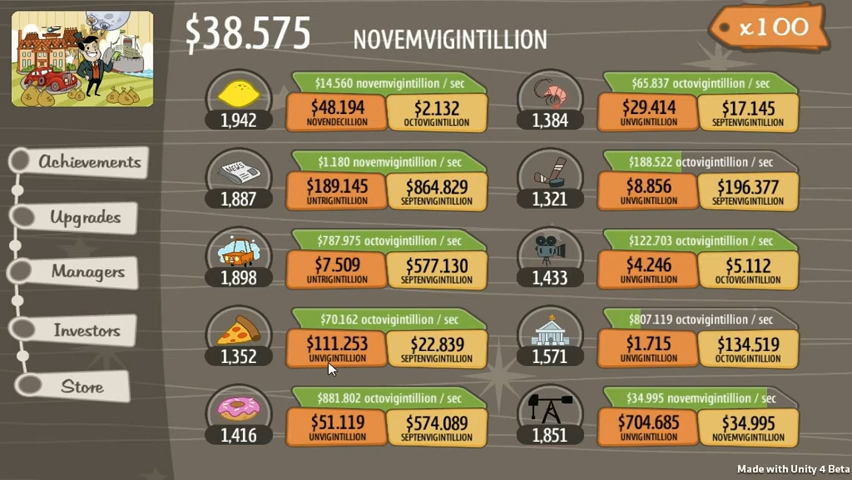 $38.575 NOVEMVIGINTILLION
x100
Achievements
Upgrades
Managers
Investors
Store
$14.560 novemvigintillion / sec
1,942
$48.194
NOVENDECILLION
$2.132
OCTOVIGINTILLION
$65.837 octovigintillion / sec
1,384
$29.414
UNVIGINTILLION
$17.145
SEPTENVIGINTILLION
NEWS
$1.180 novemvigintillion / sec
1,887
$189.145
UNTRIGINTILLION
$864.829
SEPTENVIGINTILLION
$188.522 octovigintillion / sec
1,321
$8.856
UNVIGINTILLION
$196.377
SEPTENVIGINTILLION
$787.975 octovigintillion / sec
1,898
$7.509
UNTRIGINTILLION
$577.130
SEPTENVIGINTILLION
$122.703 octovigintillion / sec
1,433
$4.246
UNVIGINTILLION
$5.112
OCTOVIGINTILLION
$70.162 octovigintillion / sec
1,352
$111.253
UNVIGINTILLION
$22.839
SEPTENVIGINTILLION
$807.119 octovigintillion / sec
1,571
$1.715
UNVIGINTILLION
$134.519
OCTOVIGINTILLION
$881.802 octovigintillion / sec
1,416
$51.119
UNVIGINTILLION
$574.089
SEPTENVIGINTILLION
$34.995 novemvigintillion / sec
1,851
$704.685
UNVIGINTILLION
$34.995
NOVEMVIGINTILLION
Made with Unity 4 Beta